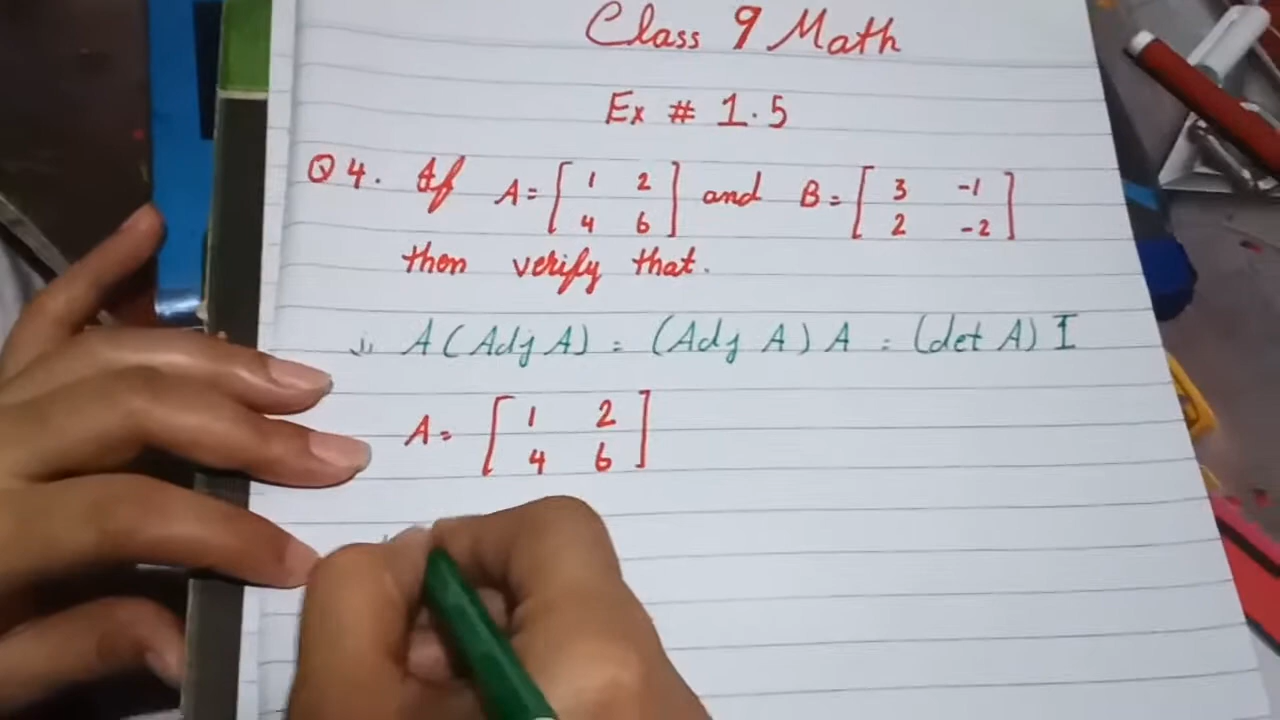 Class 9 Math
Ex # 1.5
Q 4. If A = [ 1 2 ] and B = [ 3 -1 ]
[ 4 6 ] [ 2 -2 ]
then verify that.
i, A (Adj A) = (Adj A) A = (det A) I
A = [ 1 2 ]
[ 4 6 ]